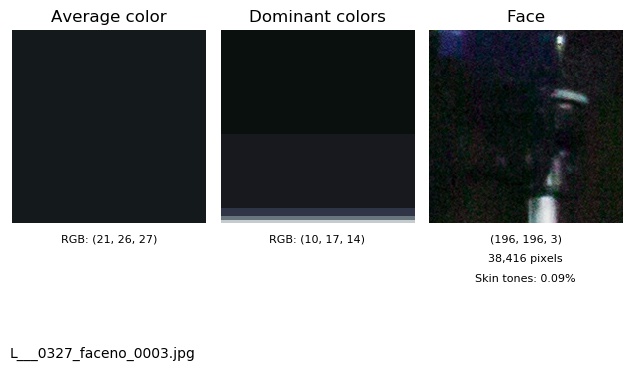 Average color
Dominant colors
Face
RGB: (21, 26, 27)
RGB: (10, 17, 14)
(196, 196, 3)
38,416 pixels
Skin tones: 0.09%
L___0327_faceno_0003.jpg